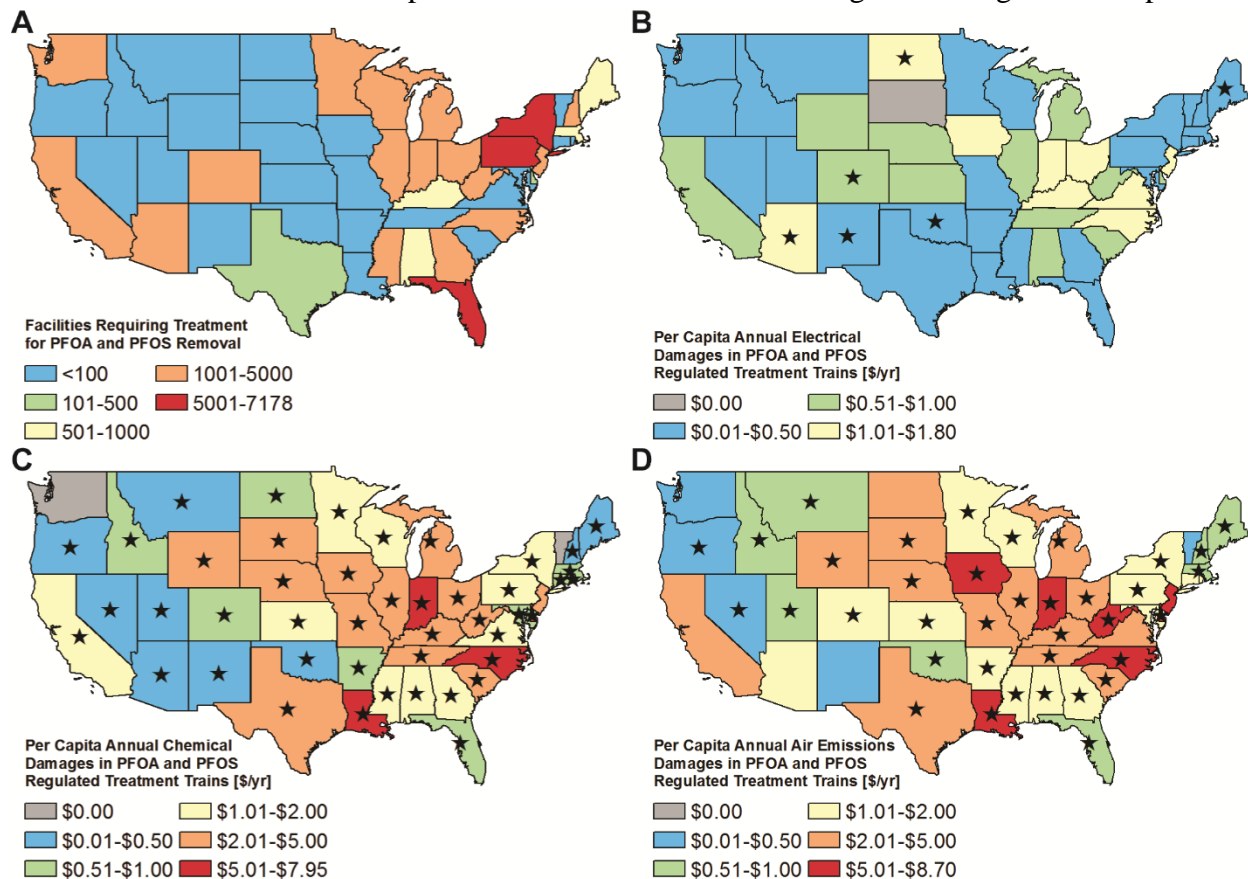 A
Facilities Requiring Treatment
for PFOA and PFOS Removal
<100
1001-5000
101-500
5001-7178
501-1000
B
Per Capita Annual Electrical
Damages in PFOA and PFOS
Regulated Treatment Trains [$/yr]
$0.00
$0.51-$1.00
$0.01-$0.50
$1.01-$1.80
C
Per Capita Annual Chemical
Damages in PFOA and PFOS
Regulated Treatment Trains [$/yr]
$0.00
$1.01-$2.00
$0.01-$0.50
$2.01-$5.00
$0.51-$1.00
$5.01-$7.95
D
Per Capita Annual Air Emissions
Damages in PFOA and PFOS
Regulated Treatment Trains [$/yr]
$0.00
$1.01-$2.00
$0.01-$0.50
$2.01-$5.00
$0.51-$1.00
$5.01-$8.70